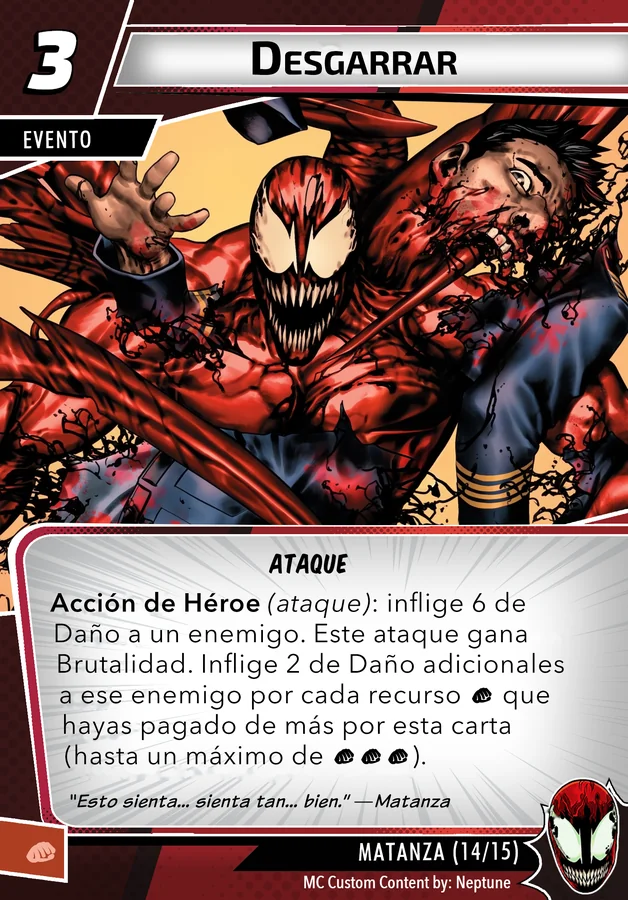 3
DESGARRAR
EVENTO
ATAQUE
Acción de Héroe (ataque): inflige 6 de
Daño a un enemigo. Este ataque gana
Brutalidad. Inflige 2 de Daño adicionales
a ese enemigo por cada recurso que
hayas pagado de más por esta carta
(hasta un máximo de ).
"Esto sienta... sienta tan... bien." —Matanza
MATANZA (14/15)
MC Custom Content by: Neptune